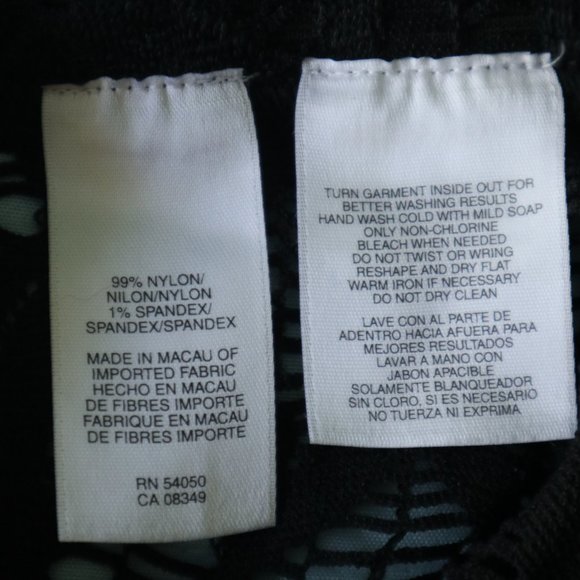 99% NYLON/
NILON/NYLON
1% SPANDEX/
SPANDEX/SPANDEX
MADE IN MACAU OF
IMPORTED FABRIC
HECHO EN MACAU
DE FIBRES IMPORTE
FABRIQUE EN MACAU
DE FIBRES IMPORTE
RN 54050
CA 08349
TURN GARMENT INSIDE OUT FOR
BETTER WASHING RESULTS
HAND WASH COLD WITH MILD SOAP
ONLY NON-CHLORINE
BLEACH WHEN NEEDED
DO NOT TWIST OR WRING
RESHAPE AND DRY FLAT
WARM IRON IF NECESSARY
DO NOT DRY CLEAN
LAVE CON AL PARTE DE
ADENTRO HACIA AFUERA PARA
MEJORES RESULTADOS
LAVAR A MANO CON
JABON APACIBLE
SOLAMENTE BLANQUEADOR
SIN CLORO, SI ES NECESARIO
NO TUERZA NI EXPRIMA